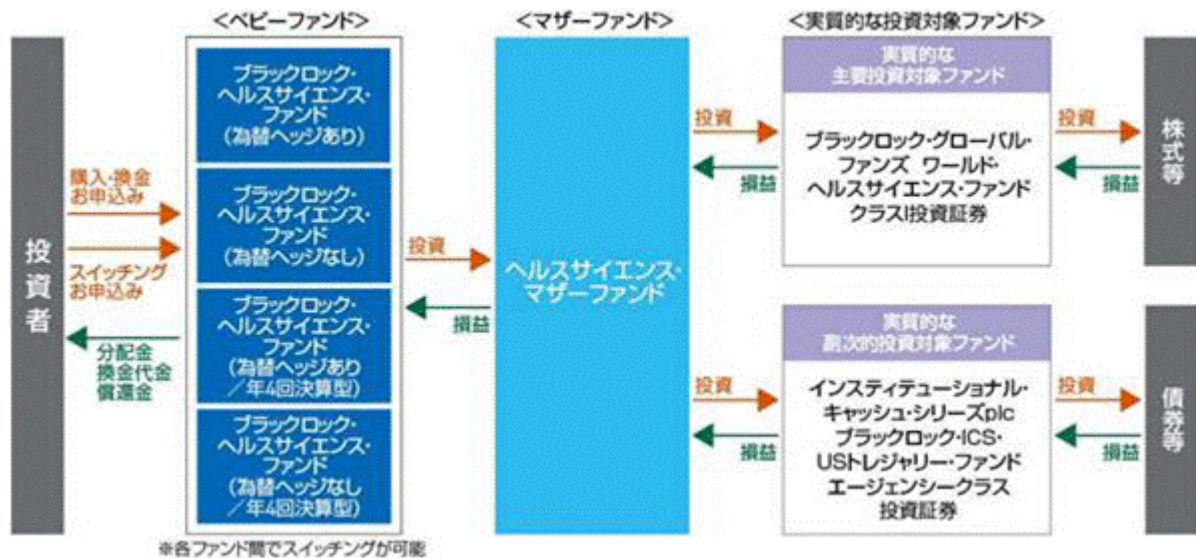 <ベビーファンド>
<マザーファンド>
<実質的な投資対象ファンド>
投資者
購入・換金
お申込み
スイッチング
お申込み
分配金
換金代金
償還金
ブラックロック・
ヘルスサイエンス・
ファンド
(為替ヘッジあり)
ブラックロック・
ヘルスサイエンス・
ファンド
(為替ヘッジなし)
ブラックロック・
ヘルスサイエンス・
ファンド
(為替ヘッジあり
/年4回決算型)
ブラックロック・
ヘルスサイエンス・
ファンド
(為替ヘッジなし
/年4回決算型)
※各ファンド間でスイッチングが可能
投資
損益
ヘルスサイエンス・
マザーファンド
投資
損益
実質的な
主要投資対象ファンド
ブラックロック・グローバル・
ファンズ ワールド・
ヘルスサイエンス・ファンド
クラスI投資証券
投資
損益
株式等
投資
損益
実質的な
副次的投資対象ファンド
インスティテューショナル・
キャッシュ・シリーズplc
ブラックロック・ICS・
USトレジャリー・ファンド
エージェンシークラス
投資証券
投資
損益
債券等